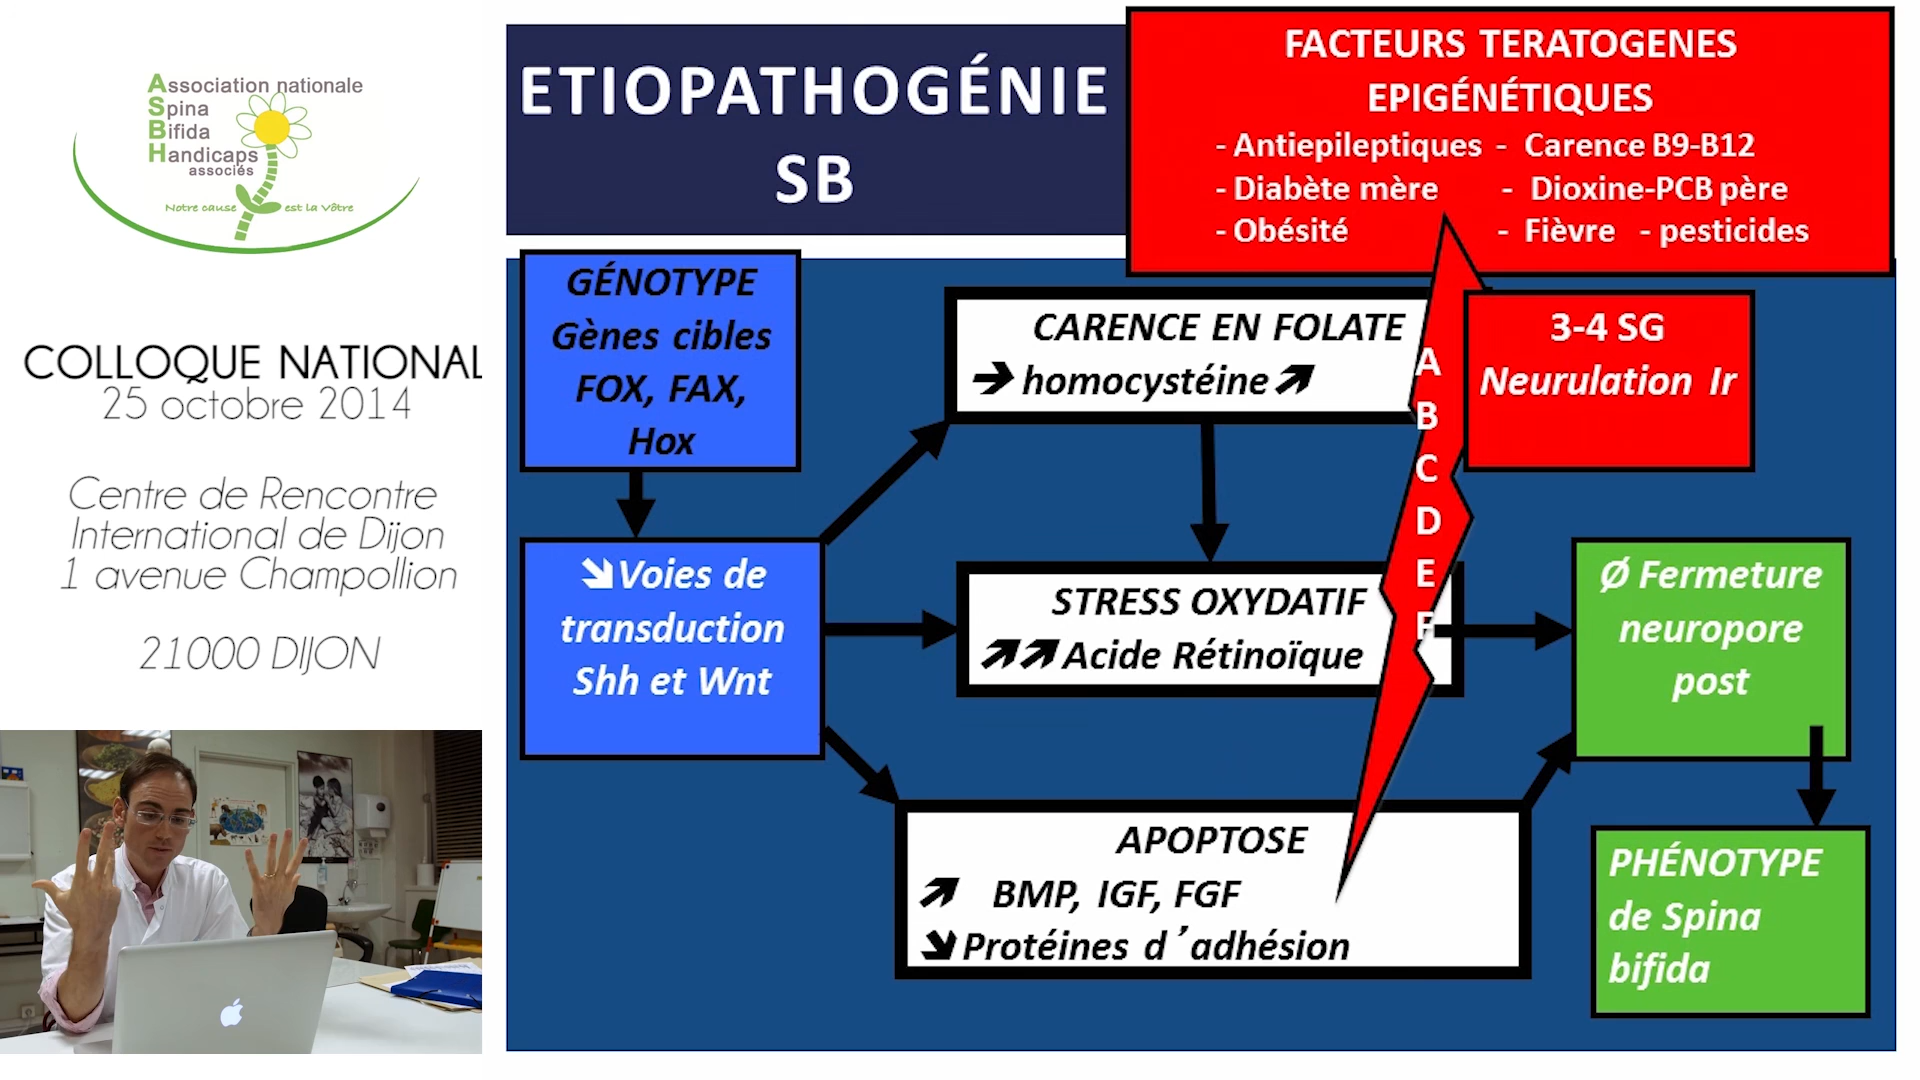 Association nationale
Spina
Bifida
Handicaps
associés
Notre cause est la Vôtre
COLLOQUE NATIONAL
25 octobre 2014
Centre de Rencontre
International de Dijon
1 avenue Champollion
21000 DIJON
ETIOPATHOGÉNIE
SB
FACTEURS TERATOGENES
EPIGÉNÉTIQUES
- Antiepileptiques - Carence B9-B12
- Diabète mère - Dioxine-PCB père
- Obésité - Fièvre - pesticides
GÉNOTYPE
Gènes cibles
FOX, FAX,
Hox
CARENCE EN FOLATE
→ homocystéine ↗
A
B
C
D
E
F
3-4 SG
Neurulation Ir
↘ Voies de
transduction
Shh et Wnt
STRESS OXYDATIF
↗↗ Acide Rétinoïque
Ø Fermeture
neuropore
post
APOPTOSE
↗ BMP, IGF, FGF
↘ Protéines d'adhésion
PHÉNOTYPE
de Spina
bifida